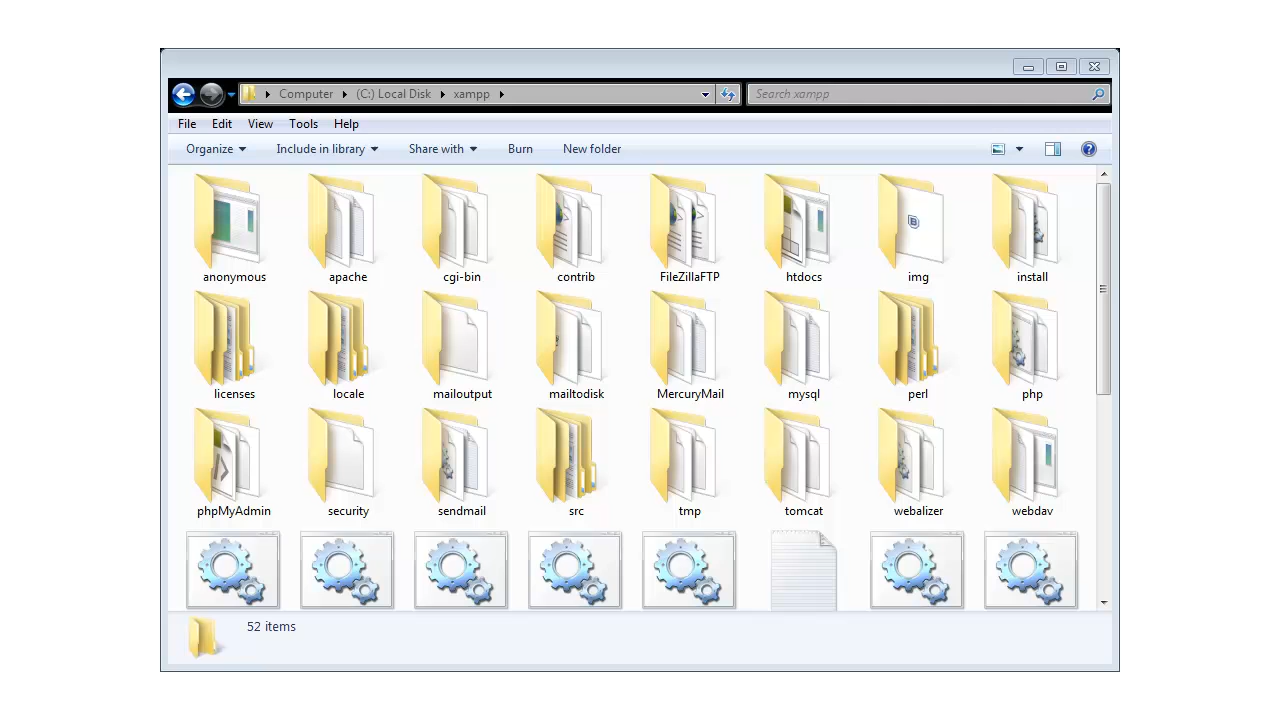 Computer (C:) Local Disk xampp Search xampp
File Edit View Tools Help
Organize Include in library Share with Burn New folder
anonymous apache cgi-bin contrib FileZillaFTP htdocs img install
licenses locale mailoutput mailtodisk MercuryMail mysql perl php
phpMyAdmin security sendmail src tmp tomcat webalizer webdav
52 items